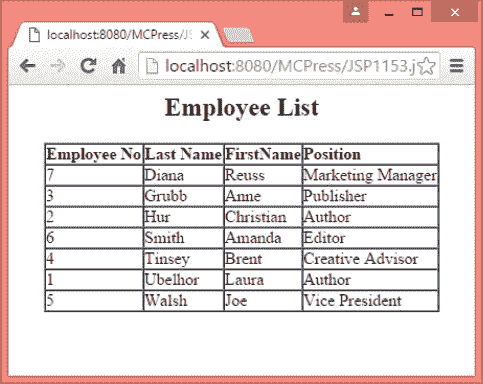 localhost:8080/MCPress/JSP
localhost:8080/MCPress/JSP1153.j
Employee List
Employee No Last Name FirstName Position
7 Diana Reuss Marketing Manager
3 Grubb Anne Publisher
2 Hur Christian Author
6 Smith Amanda Editor
4 Tinsey Brent Creative Advisor
1 Ubelhor Laura Author
5 Walsh Joe Vice President